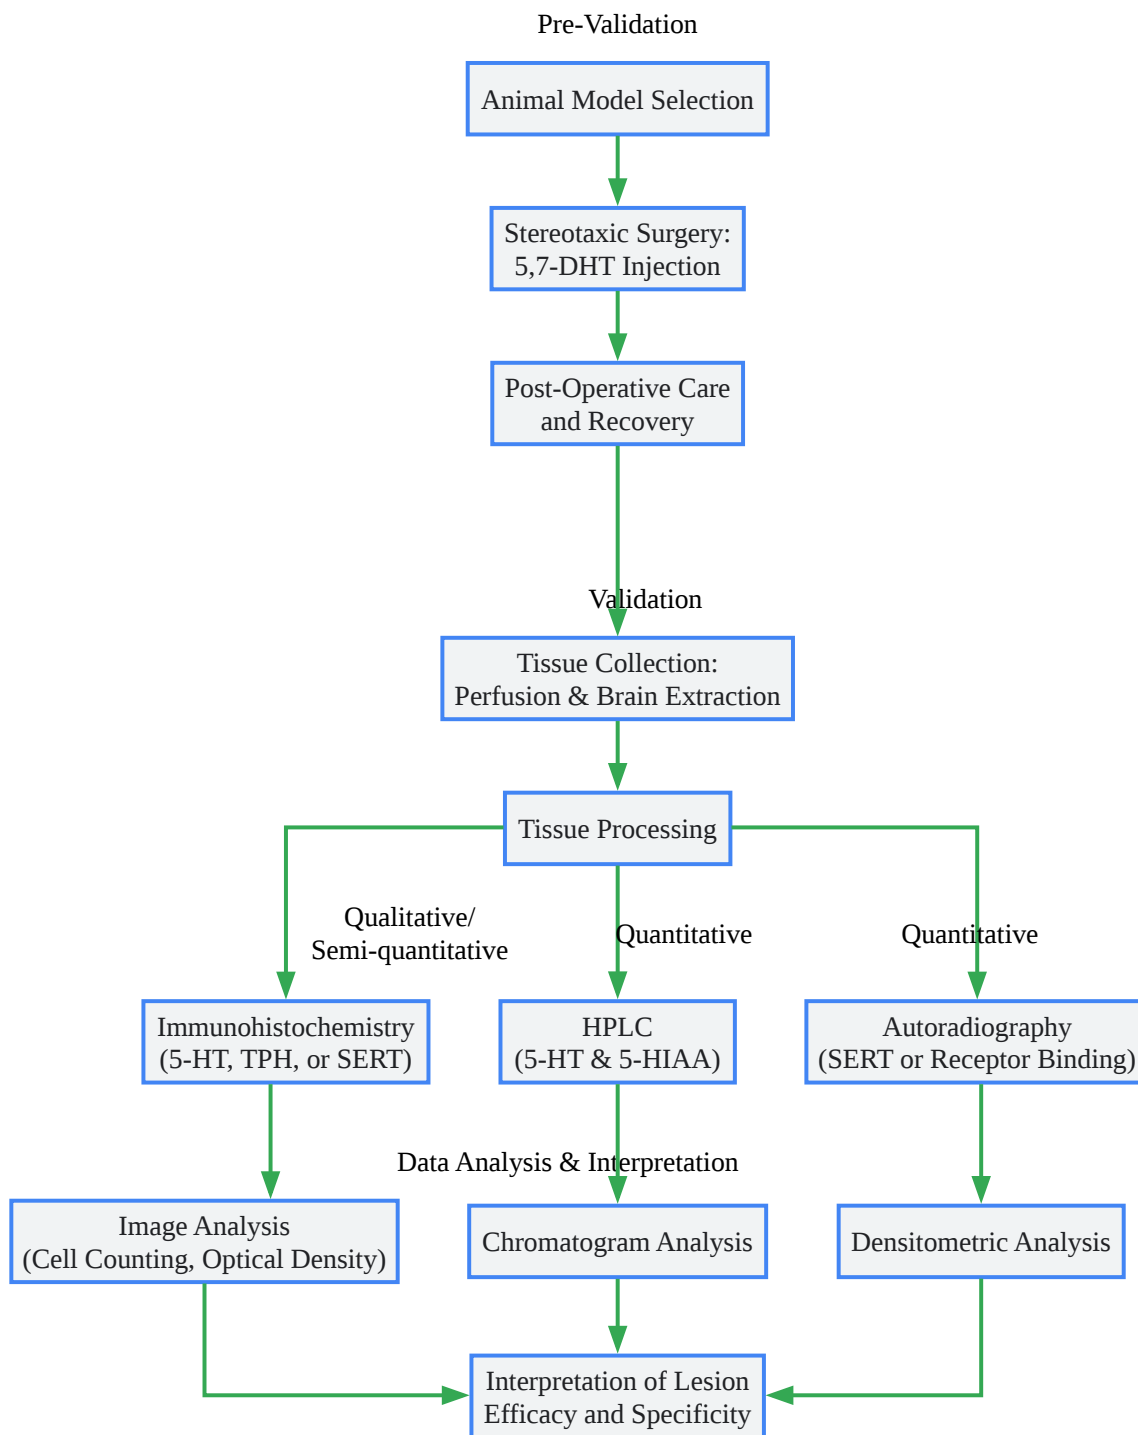 Pre-Validation
Animal Model Selection
Stereotaxic Surgery:
5,7-DHT Injection
Post-Operative Care
and Recovery
Validation
Tissue Collection:
Perfusion & Brain Extraction
Tissue Processing
Qualitative/
Semi-quantitative
Quantitative
Quantitative
Immunohistochemistry
(5-HT, TPH, or SERT)
HPLC
(5-HT & 5-HIAA)
Autoradiography
(SERT or Receptor Binding)
Data Analysis & Interpretation
Image Analysis
(Cell Counting, Optical Density)
Chromatogram Analysis
Densitometric Analysis
Interpretation of Lesion
Efficacy and Specificity